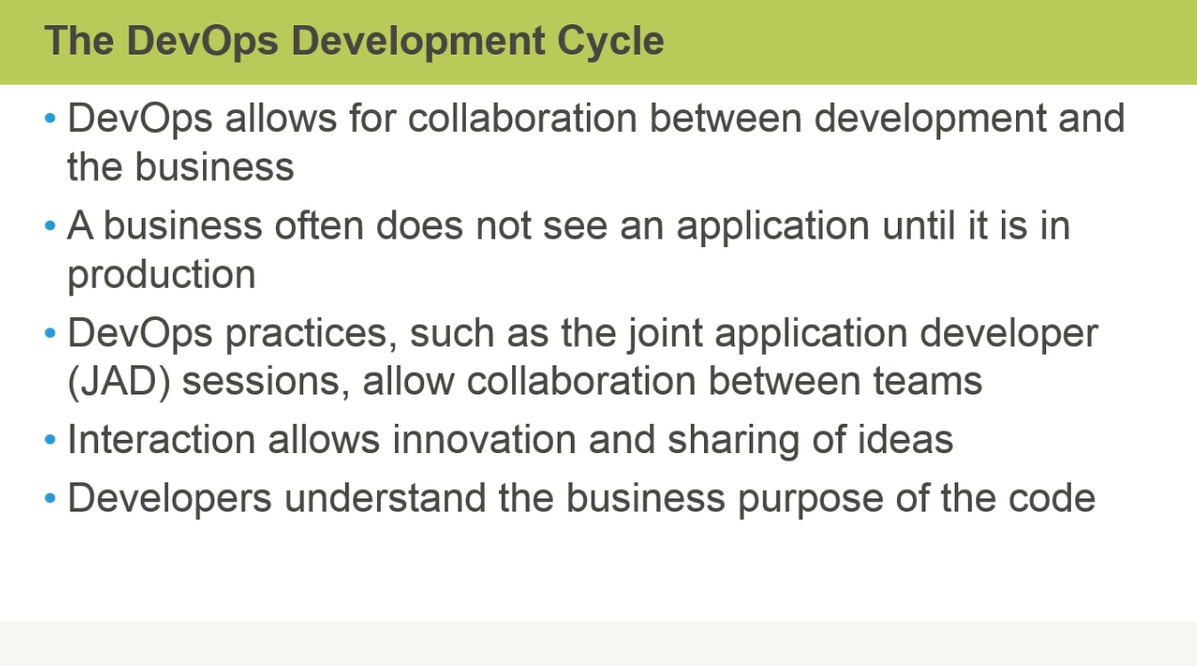 The DevOps Development Cycle
• DevOps allows for collaboration between development and
the business
• A business often does not see an application until it is in
production
• DevOps practices, such as the joint application developer
(JAD) sessions, allow collaboration between teams
• Interaction allows innovation and sharing of ideas
• Developers understand the business purpose of the code